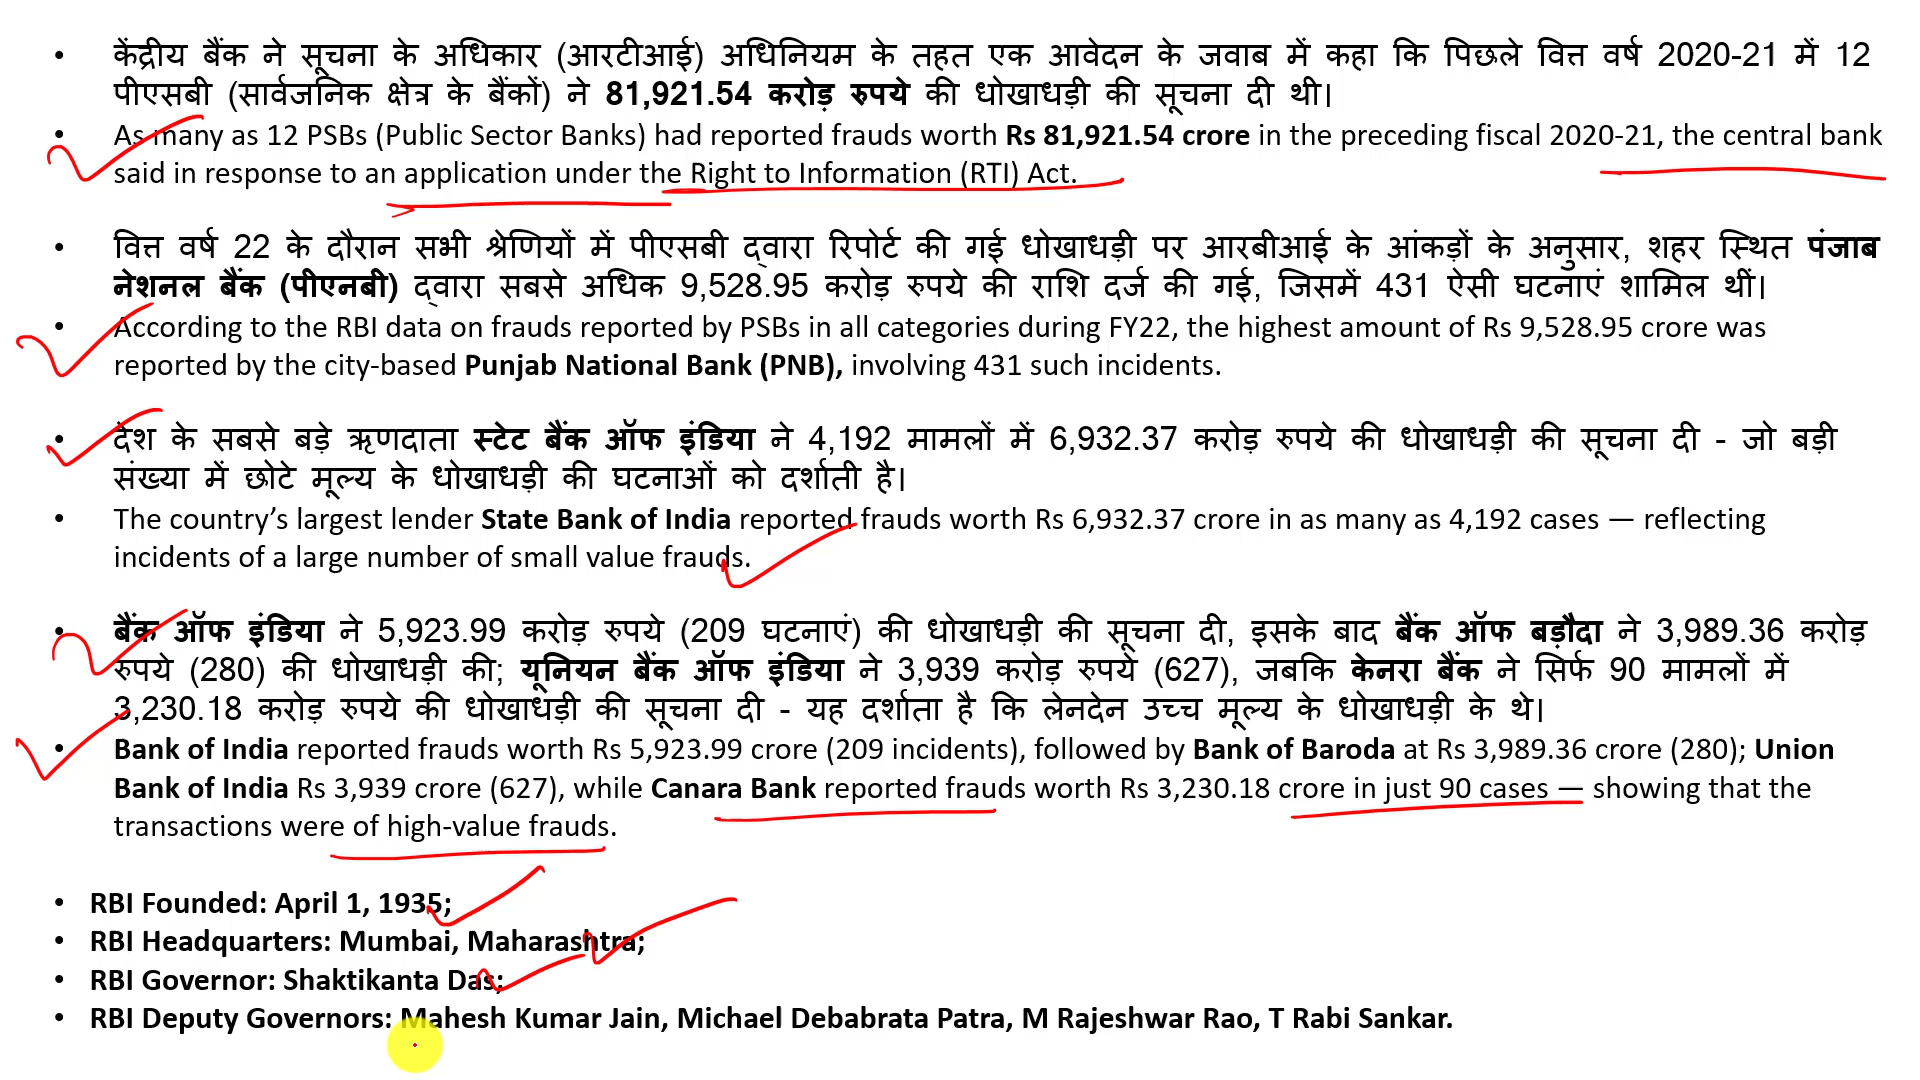 • केंद्रीय बैंक ने सूचना के अधिकार (आरटीआई) अधिनियम के तहत एक आवेदन के जवाब में कहा कि पिछले वित्त वर्ष 2020-21 में 12
पीएसबी (सार्वजनिक क्षेत्र के बैंकों) ने 81,921.54 करोड़ रुपये की धोखाधड़ी की सूचना दी थी।
• As many as 12 PSBs (Public Sector Banks) had reported frauds worth Rs 81,921.54 crore in the preceding fiscal 2020-21, the central bank
said in response to an application under the Right to Information (RTI) Act.
• वित्त वर्ष 22 के दौरान सभी श्रेणियों में पीएसबी द्वारा रिपोर्ट की गई धोखाधड़ी पर आरबीआई के आंकड़ों के अनुसार, शहर स्थित पंजाब
नेशनल बैंक (पीएनबी) द्वारा सबसे अधिक 9,528.95 करोड़ रुपये की राशि दर्ज की गई, जिसमें 431 ऐसी घटनाएं शामिल थीं।
• According to the RBI data on frauds reported by PSBs in all categories during FY22, the highest amount of Rs 9,528.95 crore was
reported by the city-based Punjab National Bank (PNB), involving 431 such incidents.
• देश के सबसे बड़े ऋणदाता स्टेट बैंक ऑफ इंडिया ने 4,192 मामलों में 6,932.37 करोड़ रुपये की धोखाधड़ी की सूचना दी - जो बड़ी
संख्या में छोटे मूल्य के धोखाधड़ी की घटनाओं को दर्शाती है।
• The country’s largest lender State Bank of India reported frauds worth Rs 6,932.37 crore in as many as 4,192 cases — reflecting
incidents of a large number of small value frauds.
• बैंक ऑफ इंडिया ने 5,923.99 करोड़ रुपये (209 घटनाएं) की धोखाधड़ी की सूचना दी, इसके बाद बैंक ऑफ बड़ौदा ने 3,989.36 करोड़
रुपये (280) की धोखाधड़ी की; यूनियन बैंक ऑफ इंडिया ने 3,939 करोड़ रुपये (627), जबकि केनरा बैंक ने सिर्फ 90 मामलों में
3,230.18 करोड़ रुपये की धोखाधड़ी की सूचना दी - यह दर्शाता है कि लेनदेन उच्च मूल्य के धोखाधड़ी के थे।
• Bank of India reported frauds worth Rs 5,923.99 crore (209 incidents), followed by Bank of Baroda at Rs 3,989.36 crore (280); Union
Bank of India Rs 3,939 crore (627), while Canara Bank reported frauds worth Rs 3,230.18 crore in just 90 cases — showing that the
transactions were of high-value frauds.
• RBI Founded: April 1, 1935;
• RBI Headquarters: Mumbai, Maharashtra;
• RBI Governor: Shaktikanta Das;
• RBI Deputy Governors: Mahesh Kumar Jain, Michael Debabrata Patra, M Rajeshwar Rao, T Rabi Sankar.